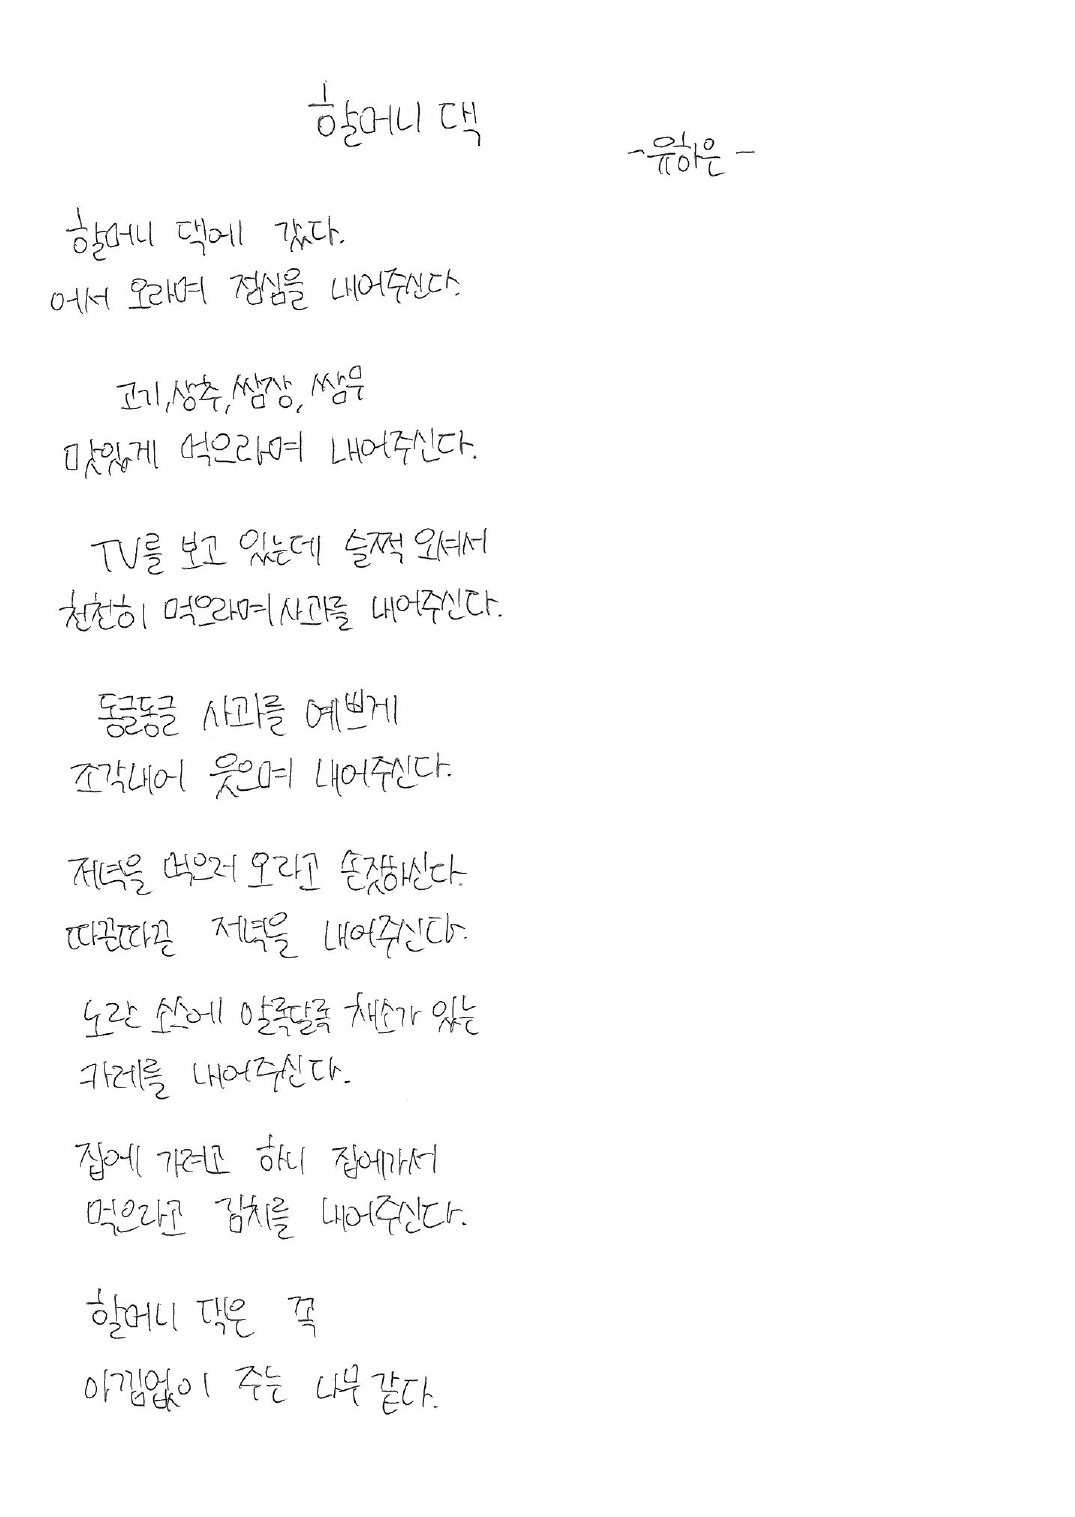 할머니 댁
-유하은-
할머니 댁에 갔다.
어서 오라며 점심을 내어주신다.
고기,상추,쌈장,쌈무
맛있게 먹으라며 내어주신다.
TV를 보고 있는데 슬쩍 오셔서
천천히 먹으라며 사과를 내어주신다.
동글동글 사과를 예쁘게
조각내어 웃으며 내어주신다.
저녁을 먹으러 오라고 손짓하신다.
따끈따끈 저녁을 내어주신다.
노란 소스에 알록달록 채소가 있는
카레를 내어주신다.
집에 가려고 하니 집에가서
먹으라고 김치를 내어주신다.
할머니 댁은 꼭
아낌없이 주는 나무 같다.